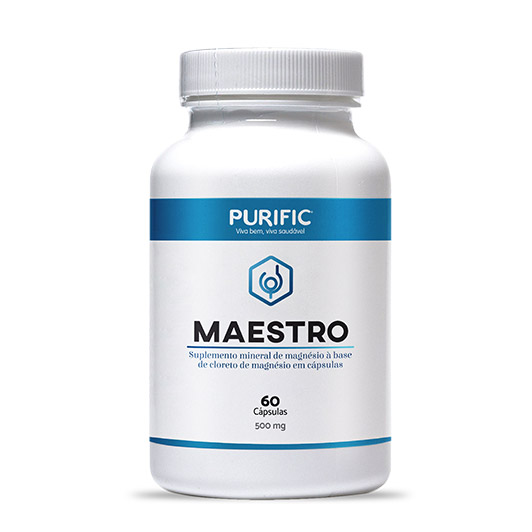 PURIFIC
Viva bem, viva saudável
MAESTRO
Suplemento mineral de magnésio à base
de cloreto de magnésio em cápsulas
60
Cápsulas
500 mg